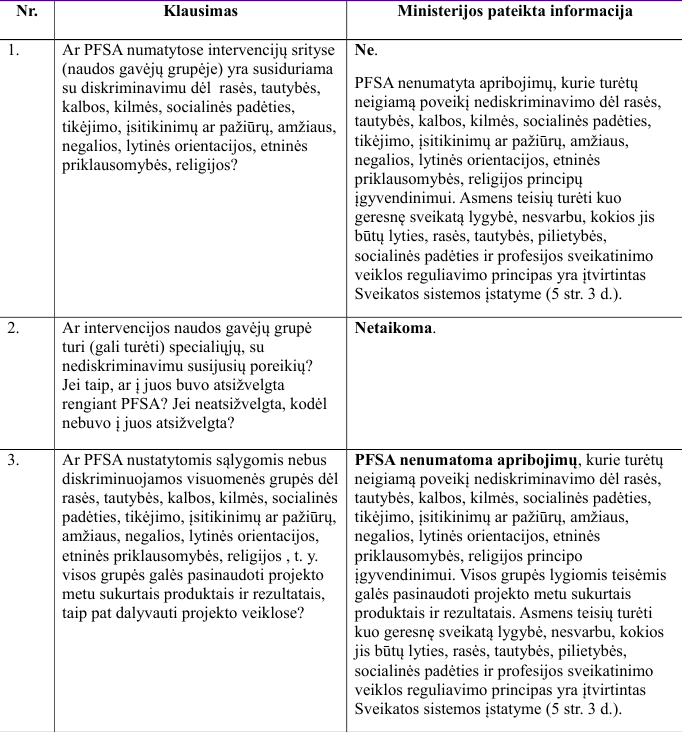 Nr.
Klausimas
Ministerijos pateikta informacija
1.
Ar PFSA numatytose intervencijų srityse
(naudos gavėjų grupėje) yra susiduriama
su diskriminavimu dėl rasės, tautybės,
kalbos, kilmės, socialinės padėties,
tikėjimo, įsitikinimų ar pažiūrų, amžiaus,
negalios, lytinės orientacijos, etninės
priklausomybės, religijos?
Ne.
PFSA nenumatyta apribojimų, kurie turėtų
neigiamą poveikį nediskriminavimo dėl rasės,
tautybės, kalbos, kilmės, socialinės padėties,
tikėjimo, įsitikinimų ar pažiūrų, amžiaus,
negalios, lytinės orientacijos, etninės
priklausomybės, religijos principų
įgyvendinimui. Asmens teisių turėti kuo
geresnę sveikatą lygybė, nesvarbu, kokios jis
būtų lyties, rasės, tautybės, pilietybės,
socialinės padėties ir profesijos sveikatinimo
veiklos reguliavimo principas yra įtvirtintas
Sveikatos sistemos įstatyme (5 str. 3 d.).
2.
Ar intervencijos naudos gavėjų grupė
turi (gali turėti) specialiųjų, su
nediskriminavimu susijusių poreikių?
Jei taip, ar į juos buvo atsižvelgta
rengiant PFSA? Jei neatsižvelgta, kodėl
nebuvo į juos atsižvelgta?
Netaikoma.
3.
Ar PFSA nustatytomis sąlygomis nebus
diskriminuojamos visuomenės grupės dėl
rasės, tautybės, kalbos, kilmės, socialinės
padėties, tikėjimo, įsitikinimų ar pažiūrų,
amžiaus, negalios, lytinės orientacijos,
etninės priklausomybės, religijos , t. y.
visos grupės galės pasinaudoti projekto
metu sukurtais produktais ir rezultatais,
taip pat dalyvauti projekto veiklose?
PFSA nenumatoma apribojimų, kurie turėtų
neigiamą poveikį nediskriminavimo dėl rasės,
tautybės, kalbos, kilmės, socialinės padėties,
tikėjimo, įsitikinimų ar pažiūrų, amžiaus,
negalios, lytinės orientacijos, etninės
priklausomybės, religijos principo
įgyvendinimui. Visos grupės lygiomis teisėmis
galės pasinaudoti projekto metu sukurtais
produktais ir rezultatais. Asmens teisių turėti
kuo geresnę sveikatą lygybė, nesvarbu, kokios
jis būtų lyties, rasės, tautybės, pilietybės,
socialinės padėties ir profesijos sveikatinimo
veiklos reguliavimo principas yra įtvirtintas
Sveikatos sistemos įstatyme (5 str. 3 d.).